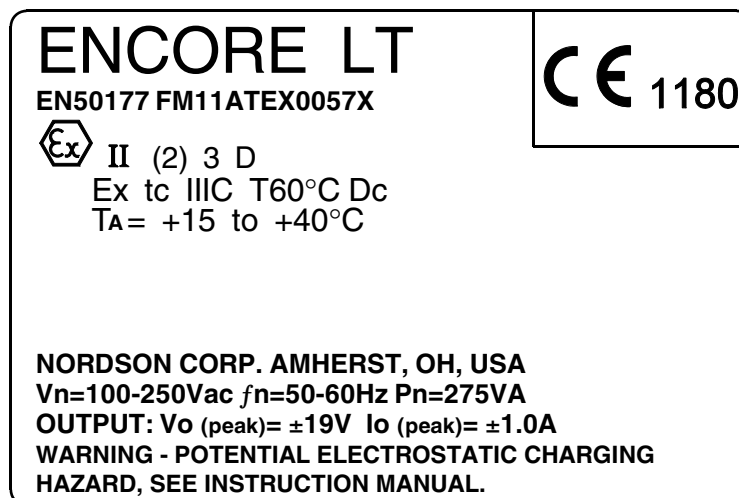 ENCORE LT
CE 1180
EN50177 FM11ATEX0057X
Ex II (2) 3 D
Ex tc IIIC T60°C Dc
TA= +15 to +40°C
NORDSON CORP. AMHERST, OH, USA
Vn=100-250Vac ƒn=50-60Hz Pn=275VA
OUTPUT: Vo (peak)= ±19V Io (peak)= ±1.0A
WARNING - POTENTIAL ELECTROSTATIC CHARGING
HAZARD, SEE INSTRUCTION MANUAL.